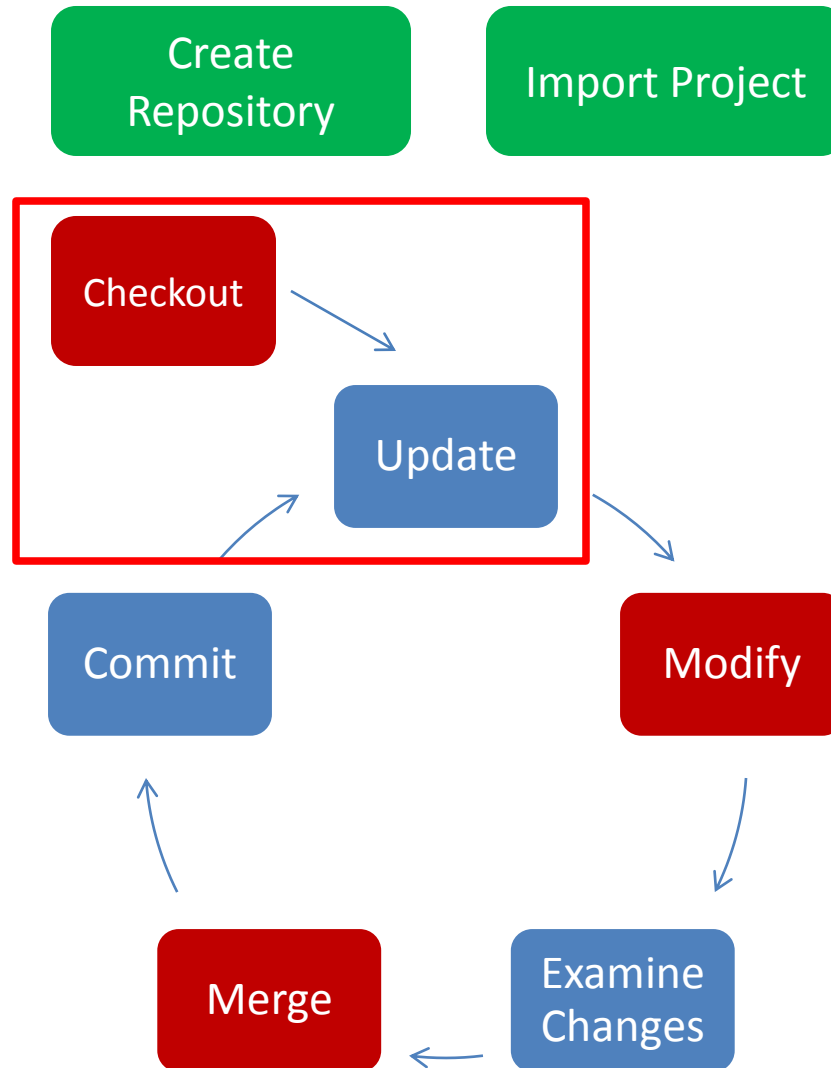 Create
Repository
Import Project
Checkout
Update
Commit
Modify
Merge
Examine
Changes